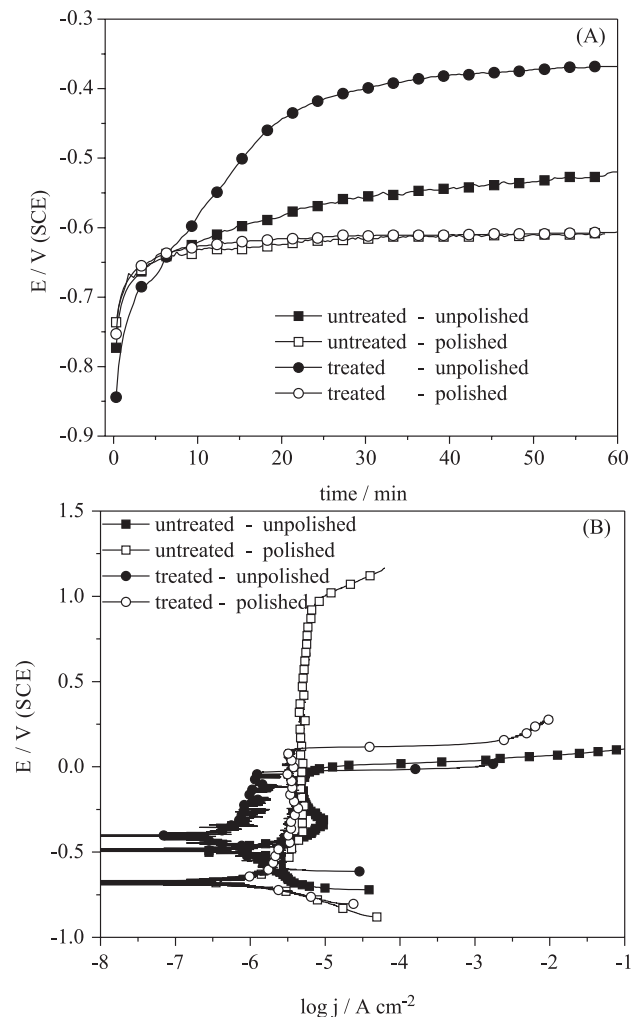 (A)
-0.3
-0.4
-0.5
-0.6
-0.7
-0.8
-0.9
E / V (SCE)
untreated - unpolished
untreated - polished
treated - unpolished
treated - polished
0 10 20 30 40 50 60
time / min
(B)
1.5
1.0
0.5
0.0
-0.5
-1.0
E / V (SCE)
untreated - unpolished
untreated - polished
treated - unpolished
treated - polished
-8 -7 -6 -5 -4 -3 -2 -1
log j / A cm⁻²